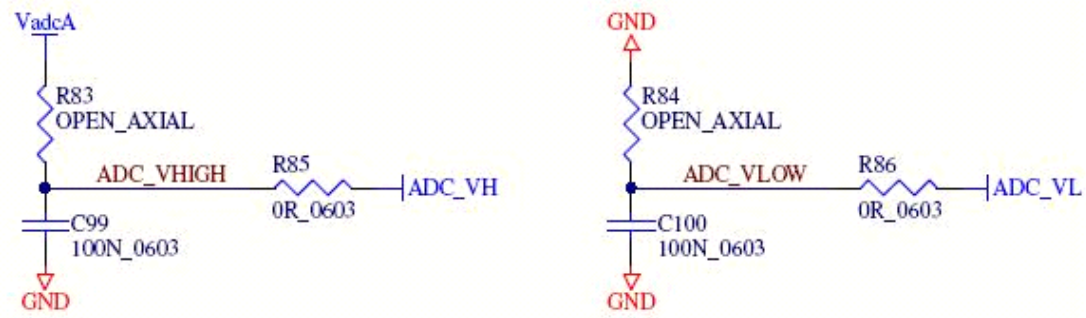 VadcA
R83
OPEN_AXIAL
ADC_VHIGH
R85
0R_0603
ADC_VH
C99
100N_0603
GND
GND
R84
OPEN_AXIAL
ADC_VLOW
R86
0R_0603
ADC_VL
C100
100N_0603
GND